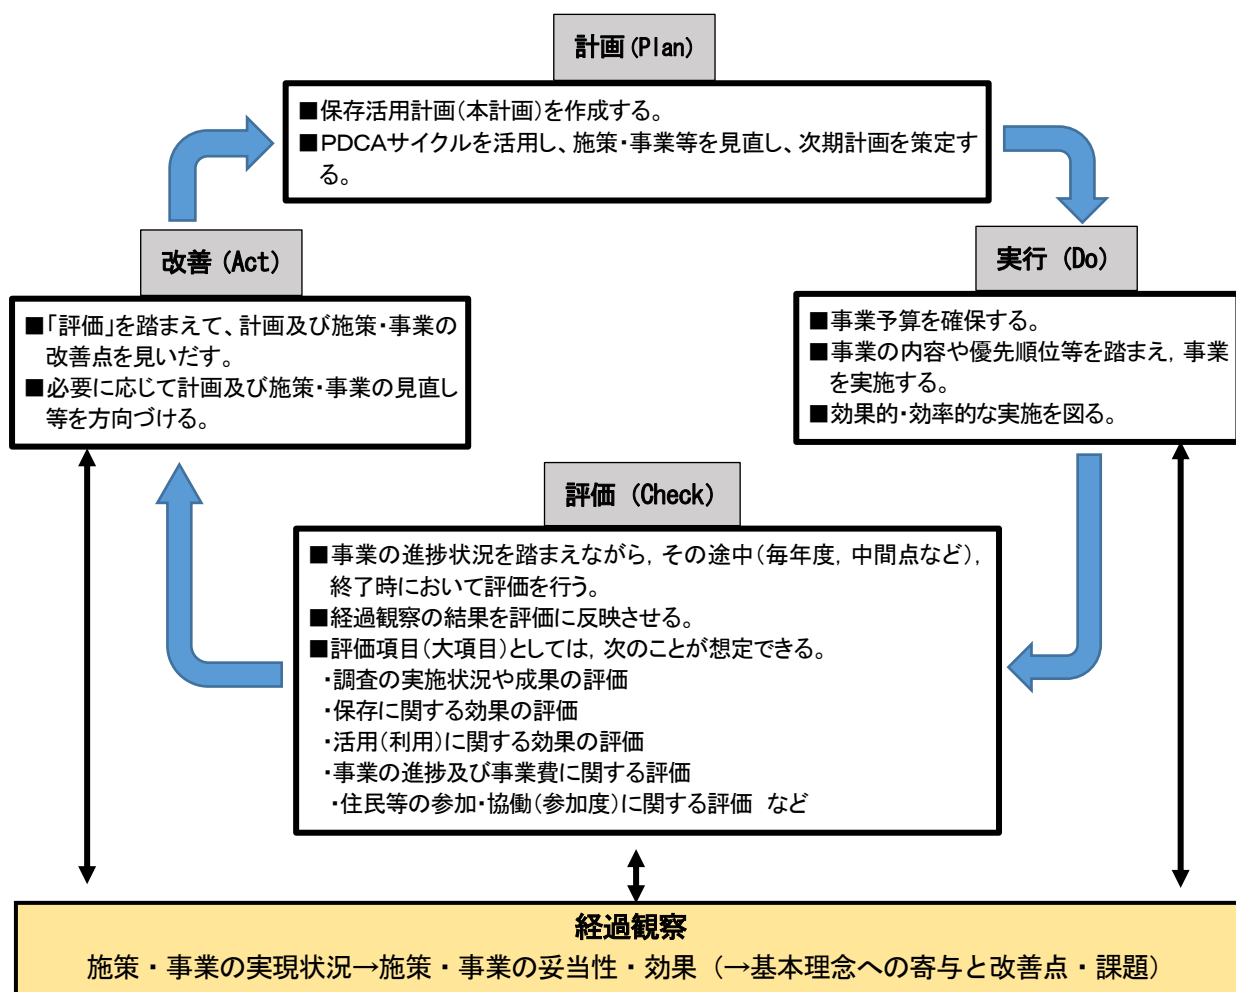 計画(Plan)
■保存活用計画(本計画)を作成する。
■PDCAサイクルを活用し、施策・事業等を見直し、次期計画を策定す
る。
改善 (Act)
■「評価」を踏まえて、計画及び施策・事業の
改善点を見いだす。
■必要に応じて計画及び施策・事業の見直し
等を方向づける。
実行 (Do)
■事業予算を確保する。
■事業の内容や優先順位等を踏まえ, 事業
を実施する。
■効果的・効率的な実施を図る。
評価 (Check)
■事業の進捗状況を踏まえながら, その途中(毎年度, 中間点など),
終了時において評価を行う。
■経過観察の結果を評価に反映させる。
■評価項目(大項目)としては, 次のことが想定できる。
・調査の実施状況や成果の評価
・保存に関する効果の評価
・活用(利用)に関する効果の評価
・事業の進捗及び事業費に関する評価
・住民等の参加・協働(参加度)に関する評価 など
経過観察
施策・事業の実現状況→施策・事業の妥当性・効果 (→基本理念への寄与と改善点・課題)